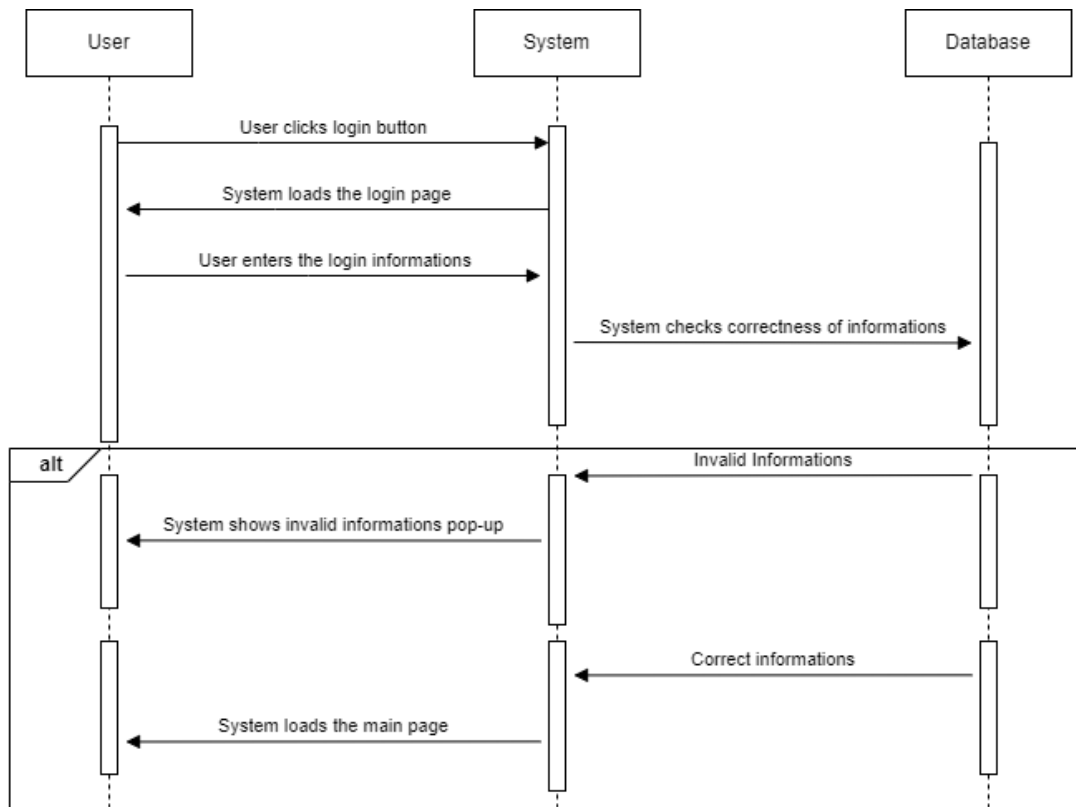 User
System
Database
User clicks login button
System loads the login page
User enters the login informations
System checks correctness of informations
alt
Invalid Informations
System shows invalid informations pop-up
Correct informations
System loads the main page